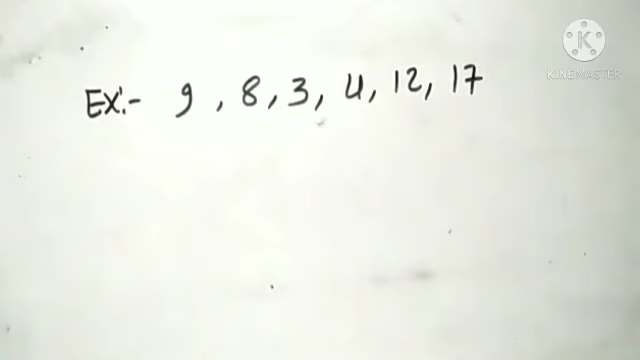 EX:- 9, 8, 3, 4, 12, 17
KINEMASTER